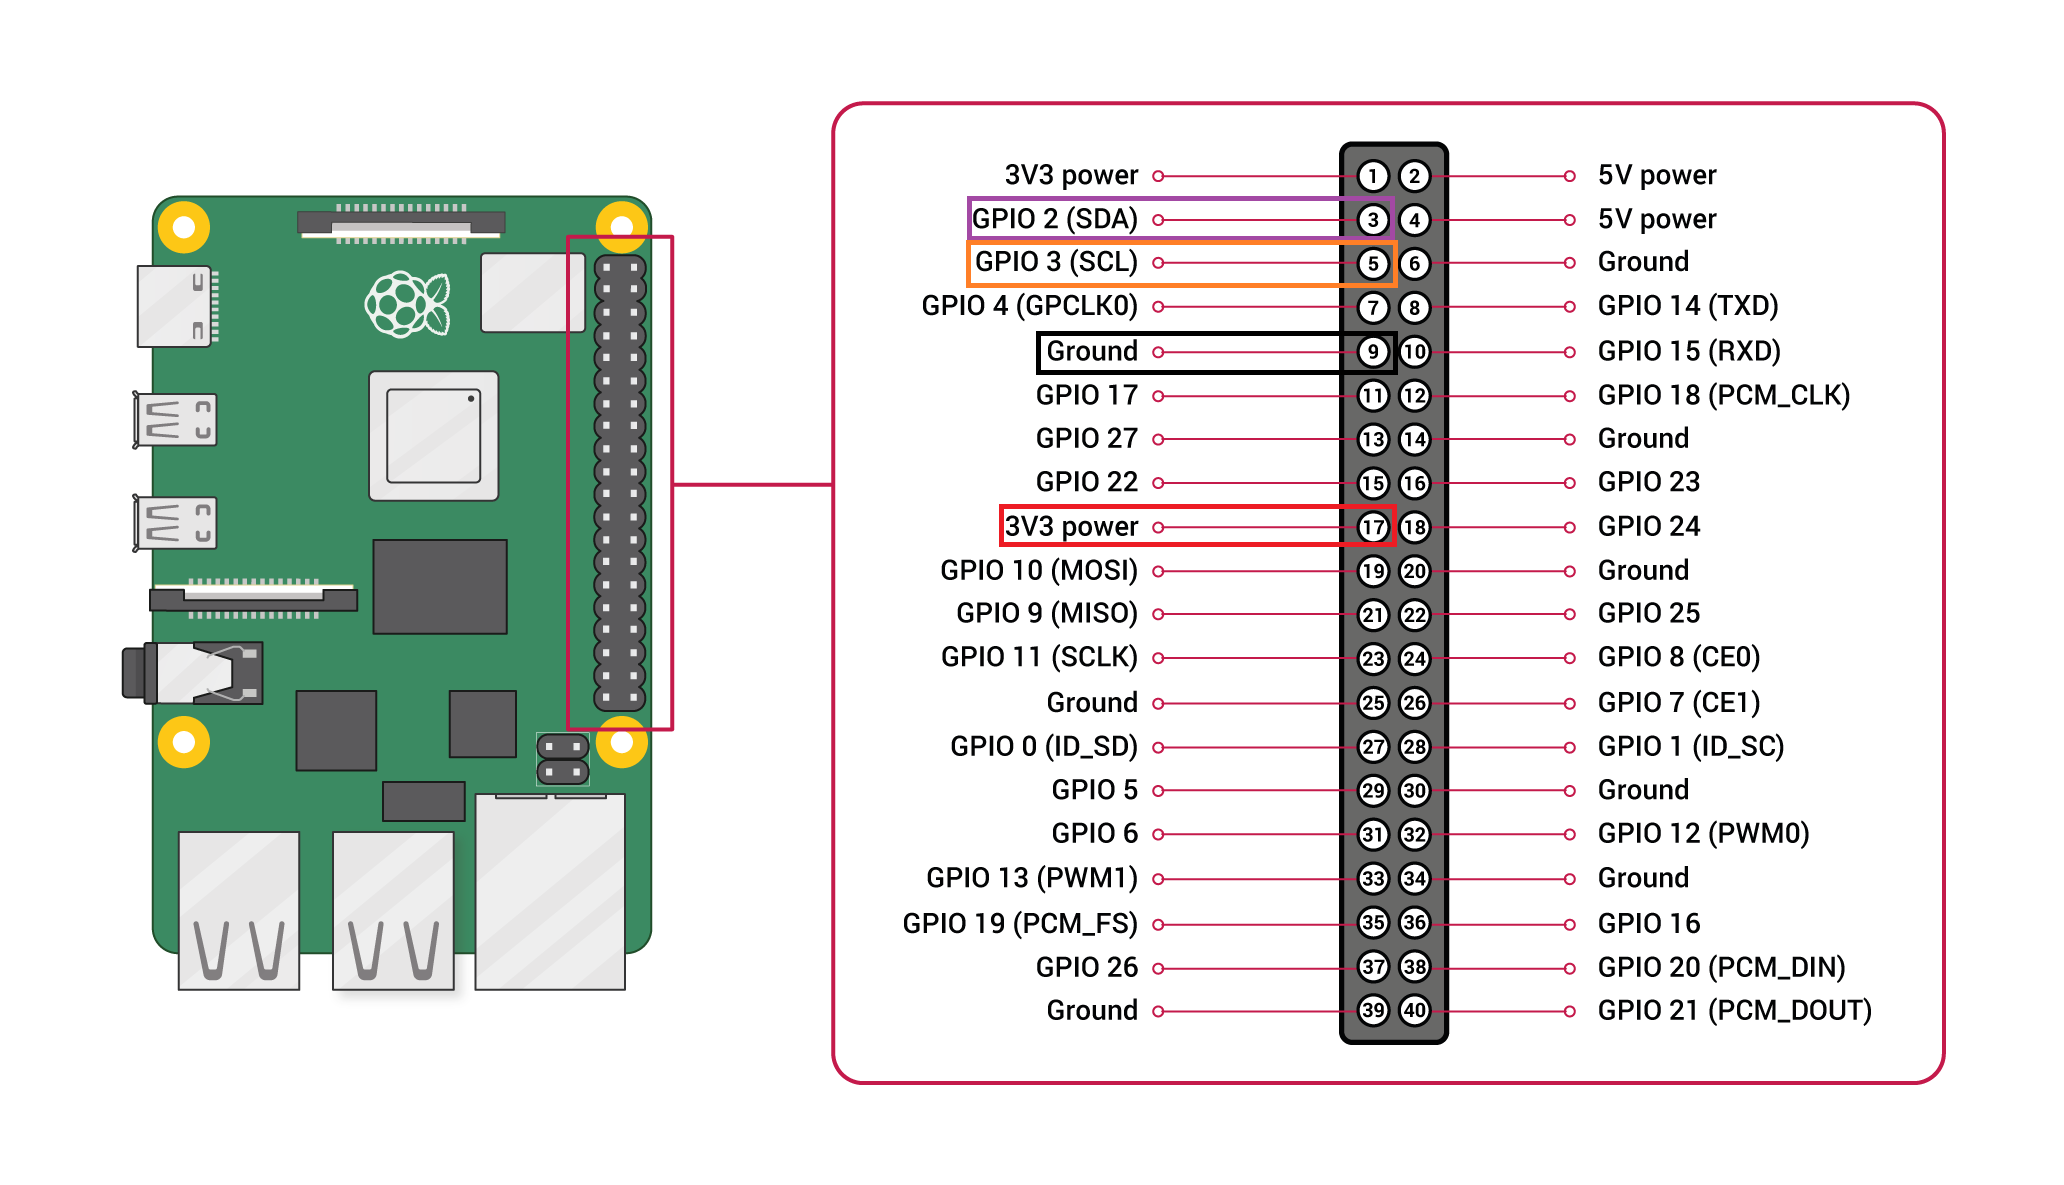 3V3 power 1 2 5V power
GPIO 2 (SDA) 3 4 5V power
GPIO 3 (SCL) 5 6 Ground
GPIO 4 (GPCLK0) 7 8 GPIO 14 (TXD)
Ground 9 10 GPIO 15 (RXD)
GPIO 17 11 12 GPIO 18 (PCM_CLK)
GPIO 27 13 14 Ground
GPIO 22 15 16 GPIO 23
3V3 power 17 18 GPIO 24
GPIO 10 (MOSI) 19 20 Ground
GPIO 9 (MISO) 21 22 GPIO 25
GPIO 11 (SCLK) 23 24 GPIO 8 (CE0)
Ground 25 26 GPIO 7 (CE1)
GPIO 0 (ID_SD) 27 28 GPIO 1 (ID_SC)
GPIO 5 29 30 Ground
GPIO 6 31 32 GPIO 12 (PWM0)
GPIO 13 (PWM1) 33 34 Ground
GPIO 19 (PCM_FS) 35 36 GPIO 16
GPIO 26 37 38 GPIO 20 (PCM_DIN)
Ground 39 40 GPIO 21 (PCM_DOUT)